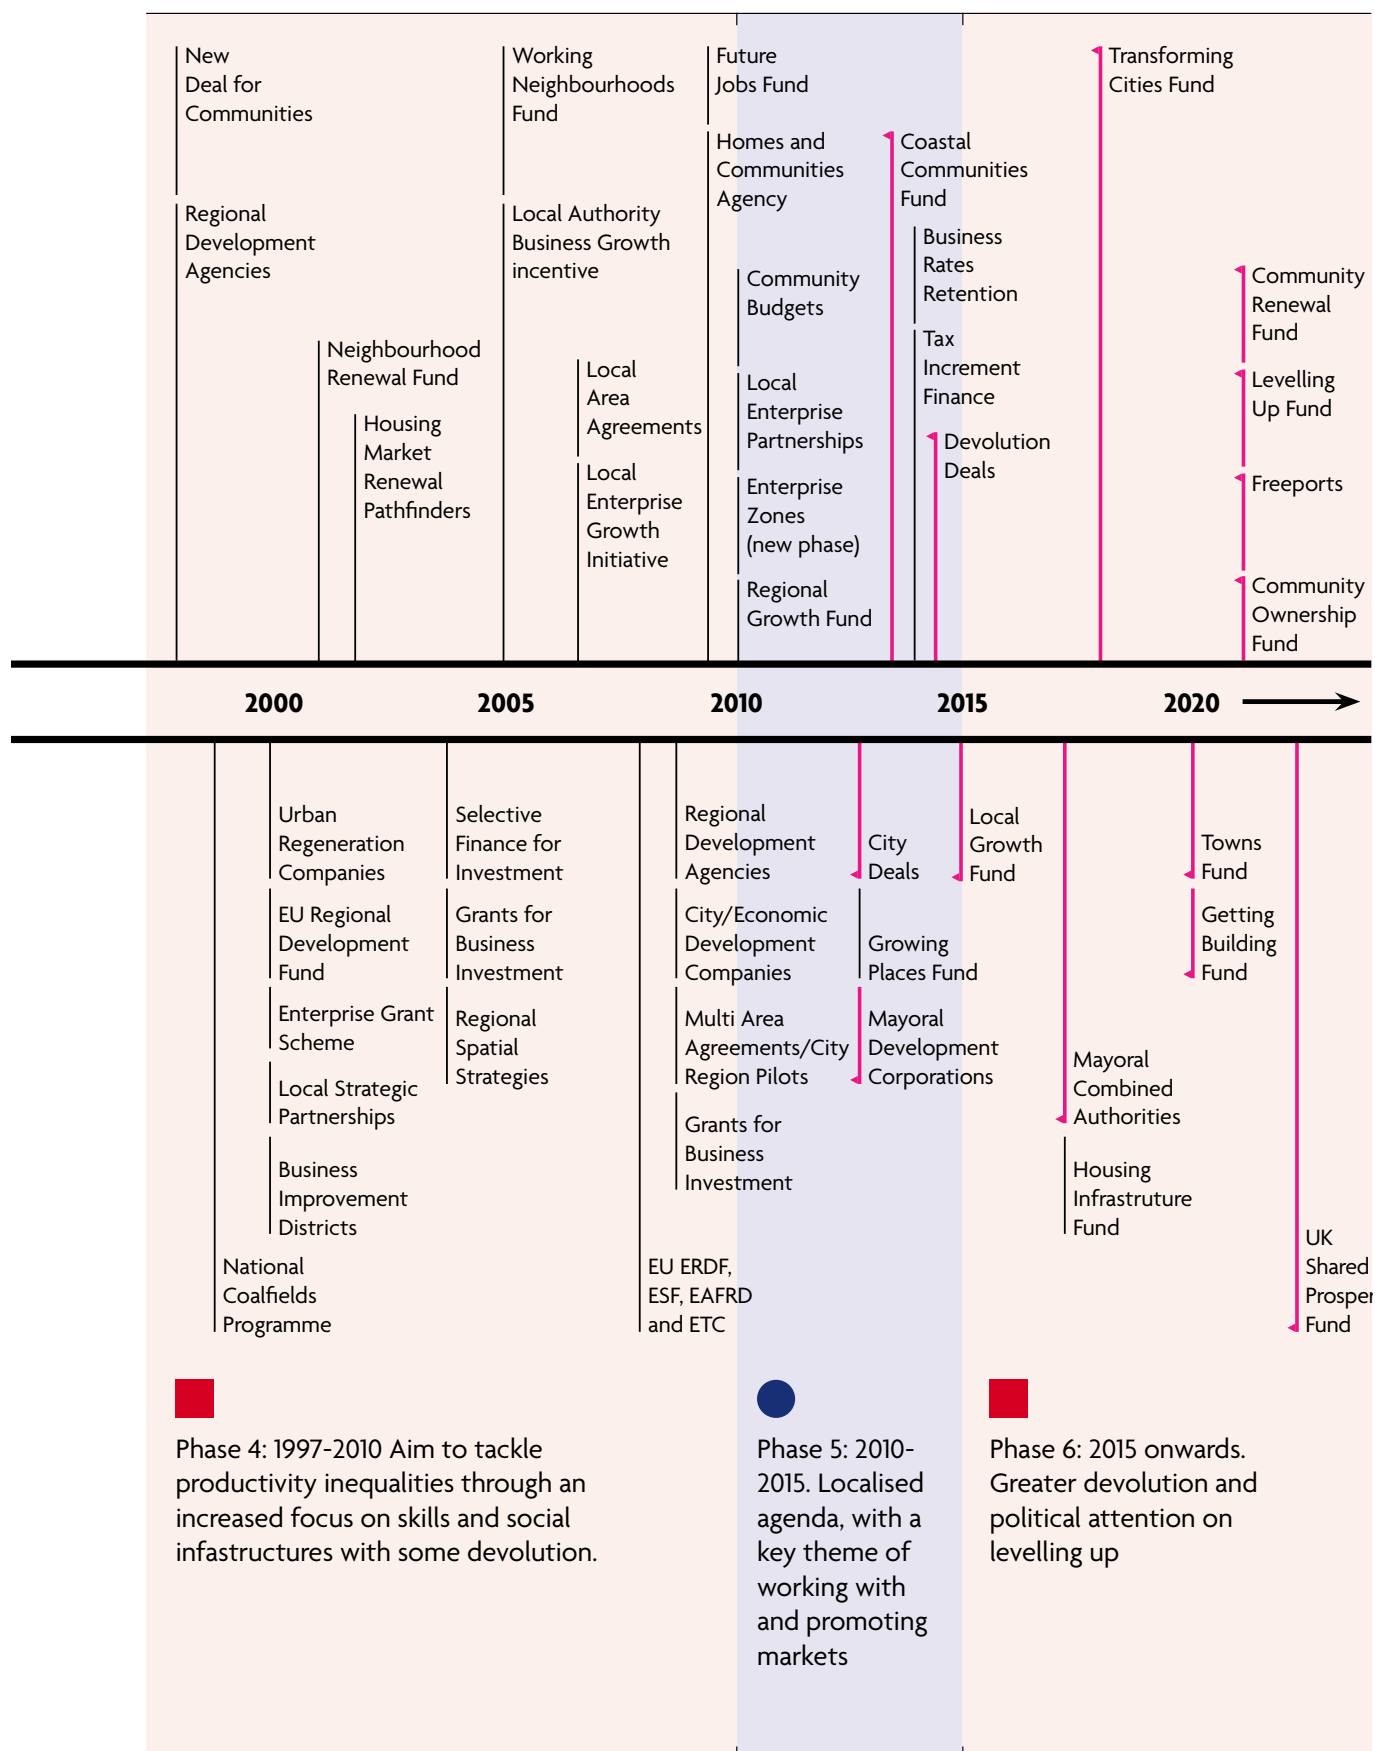 New
Deal for
Communities
Regional
Development
Agencies
Neighbourhood
Renewal Fund
Housing
Market
Renewal
Pathfinders
Working
Neighbourhoods
Fund
Local Authority
Business Growth
incentive
Local
Area
Agreements
Local
Enterprise
Growth
Initiative
Future
Jobs Fund
Homes and
Communities
Agency
Community
Budgets
Local
Enterprise
Partnerships
Enterprise
Zones
(new phase)
Regional
Growth Fund
Coastal
Communities
Fund
Business
Rates
Retention
Tax
Increment
Finance
Devolution
Deals
Transforming
Cities Fund
Community
Renewal
Fund
Levelling
Up Fund
Freeports
Community
Ownership
Fund
2000 2005 2010 2015 2020
Urban
Regeneration
Companies
EU Regional
Development
Fund
Enterprise Grant
Scheme
Local Strategic
Partnerships
Business
Improvement
Districts
National
Coalfields
Programme
Selective
Finance for
Investment
Grants for
Business
Investment
Regional
Spatial
Strategies
EU ERDF,
ESF, EAFRD
and ETC
Regional
Development
Agencies
City/Economic
Development
Companies
Multi Area
Agreements/City
Region Pilots
Grants for
Business
Investment
City
Deals
Growing
Places Fund
Mayoral
Development
Corporations
Local
Growth
Fund
Mayoral
Combined
Authorities
Housing
Infrastruture
Fund
Towns
Fund
Getting
Building
Fund
UK
Shared
Prosper
Fund
Phase 4: 1997-2010 Aim to tackle
productivity inequalities through an
increased focus on skills and social
infastructures with some devolution.
Phase 5: 2010-
2015. Localised
agenda, with a
key theme of
working with
and promoting
markets
Phase 6: 2015 onwards.
Greater devolution and
political attention on
levelling up